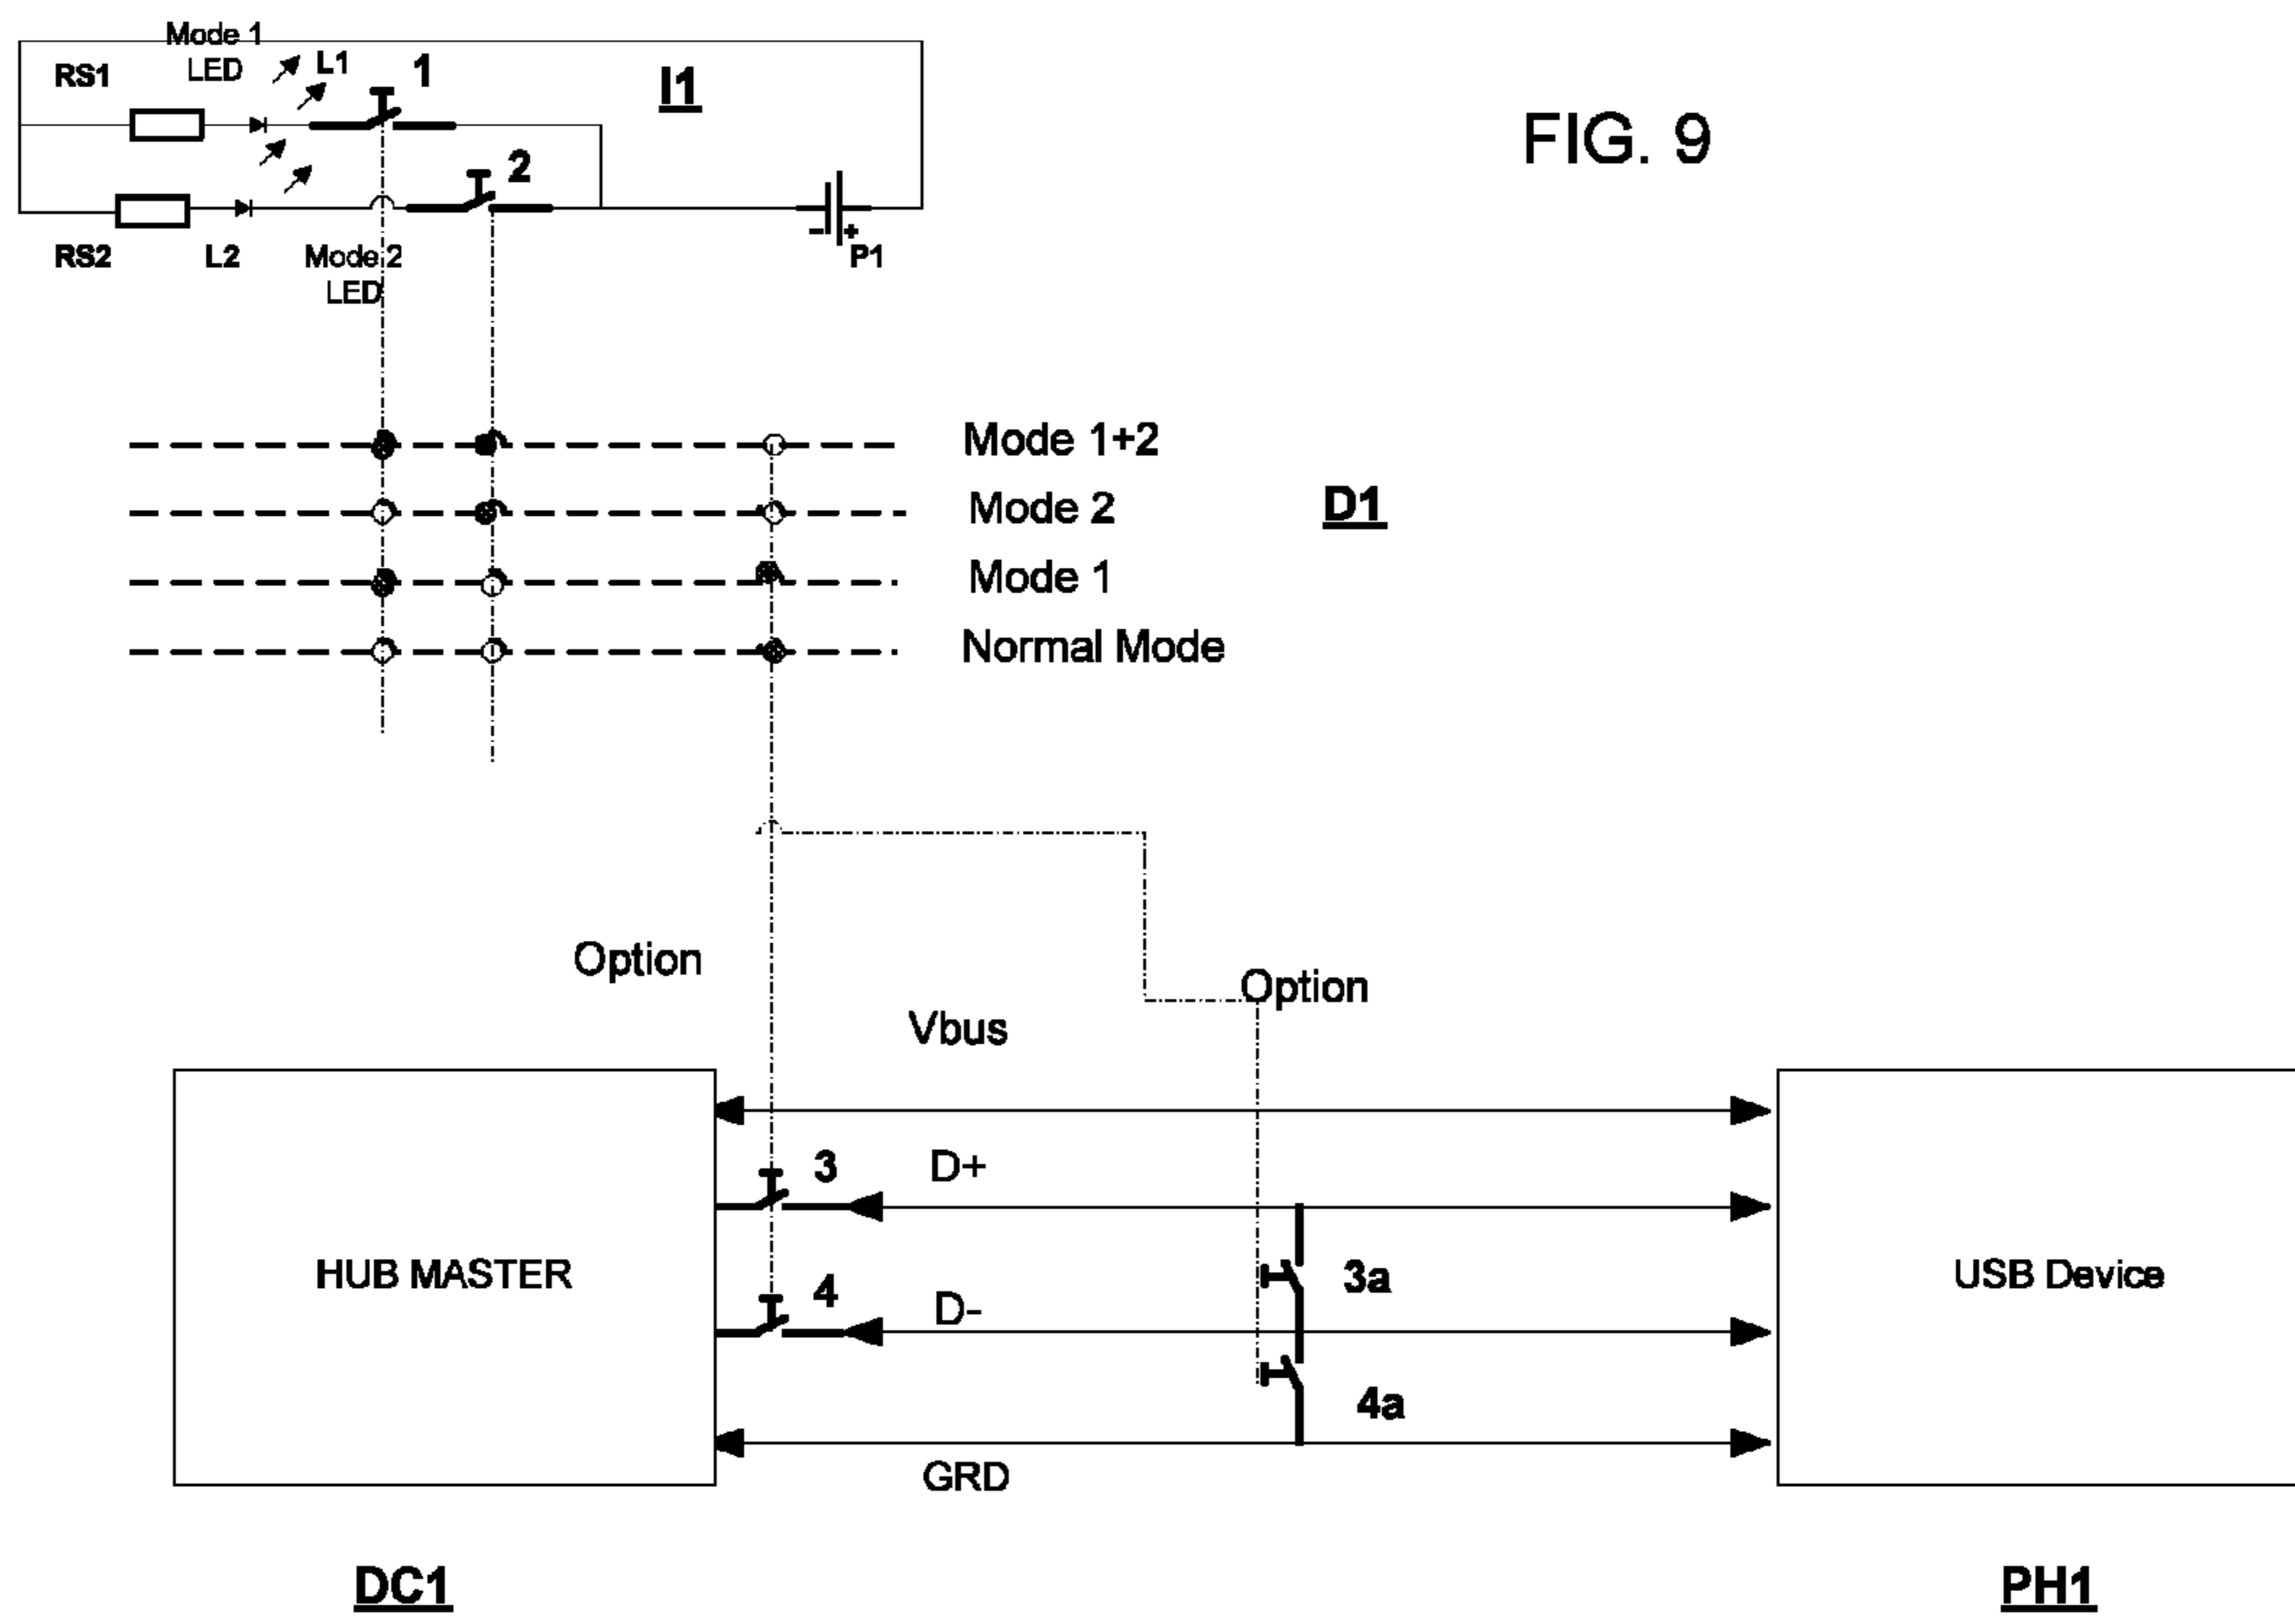 FIG. 9
Mode 1
LED
RS1
L1
1
I1
2
RS2
L2
Mode 2
LED
- +
P1
Mode 1+2
Mode 2
D1
Mode 1
Normal Mode
Option
Option
Vbus
3
D+
HUB MASTER
3a
USB Device
4
D-
4a
GRD
DC1
PH1